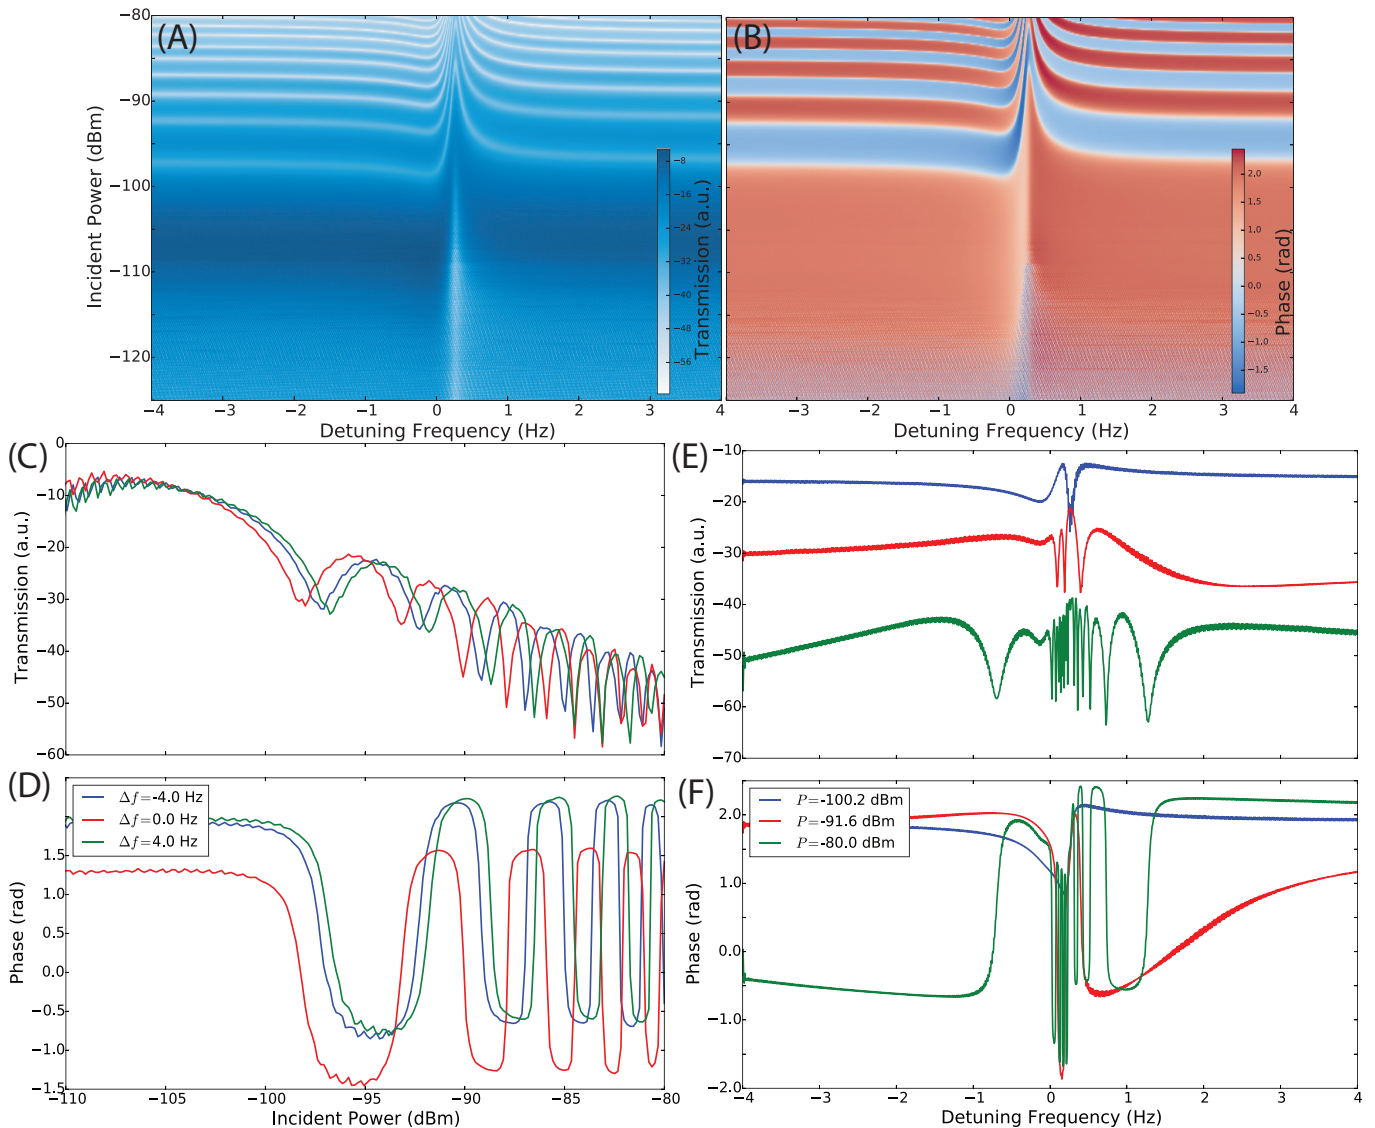 (A)
−80
−90
−100
−110
−120
Incident Power (dBm)
−4 −3 −2 −1 0 1 2 3 4
Detuning Frequency (Hz)
−8
−16
−24
−32
−40
−48
−56
Transmission (a.u.)
(B)
−4 −3 −2 −1 0 1 2 3 4
Detuning Frequency (Hz)
2.0
1.5
1.0
0.5
0.0
−0.5
−1.0
−1.5
Phase (rad)
(C)
0
−10
−20
−30
−40
−50
−60
Transmission (a.u.)
(E)
−10
−20
−30
−40
−50
−60
−70
Transmission (a.u.)
(D)
Δf=-4.0 Hz
Δf=0.0 Hz
Δf=4.0 Hz
1.5
1.0
0.5
0.0
−0.5
−1.0
−1.5
Phase (rad)
−110 −105 −100 −95 −90 −85 −80
Incident Power (dBm)
(F)
P=-100.2 dBm
P=-91.6 dBm
P=-80.0 dBm
2.0
1.0
0.0
−1.0
−2.0
Phase (rad)
−4 −3 −2 −1 0 1 2 3 4
Detuning Frequency (Hz)